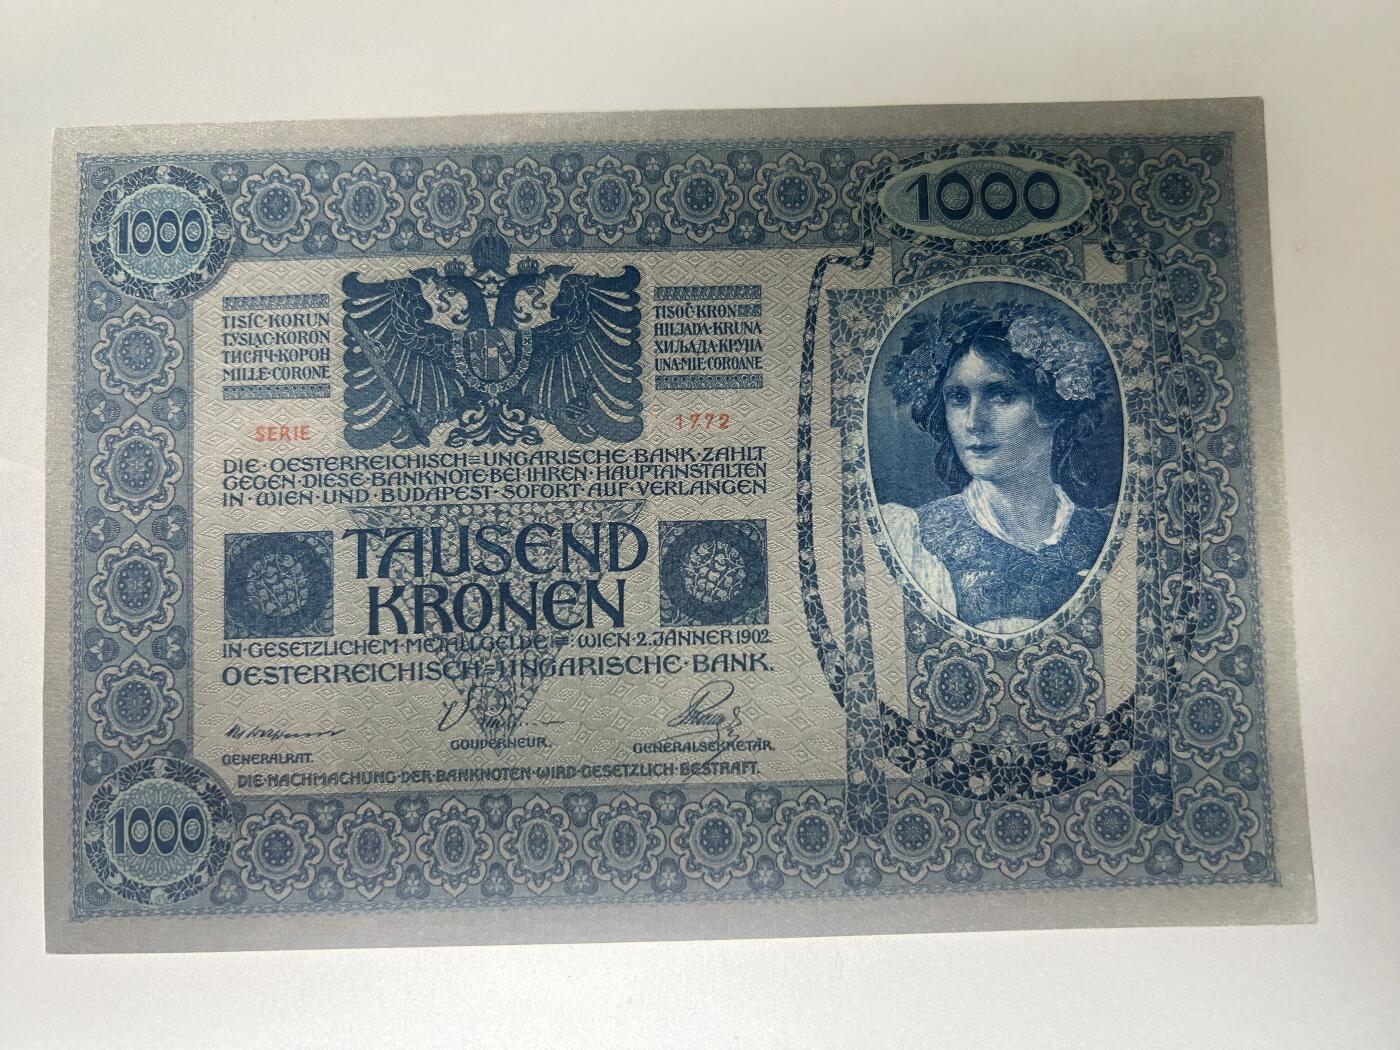 1000
1000
TISÍC·KORUN
TYSIĄC·KORON
ТИСЯЧ·КОРОН
MILLE·CORONE
TISOČ·KRON
HILJADA·KRUNA
ХИЉАДА·КРУНА
UNA·MIE·COROANE
SERIE
1772
DIE·OESTERREICHISCH=UNGARISCHE·BANK·ZAHLT
GEGEN·DIESE·BANKNOTE·BEI·IHREN·HAUPTANSTALTEN
IN·WIEN·UND·BUDAPEST·SOFORT·AUF·VERLANGEN
TAUSEND
KRONEN
IN·GESETZLICHEM·METALLGELDE=:WIEN·2.JÄNNER 1902
OESTERREICHISCH=UNGARISCHE·BANK.
GENERALRAT.
GOUVERNEUR.
GENERALSEKRETÄR.
DIE·NACHMACHUNG·DER·BANKNOTEN·WIRD·GESETZLICH·BESTRAFT.
1000